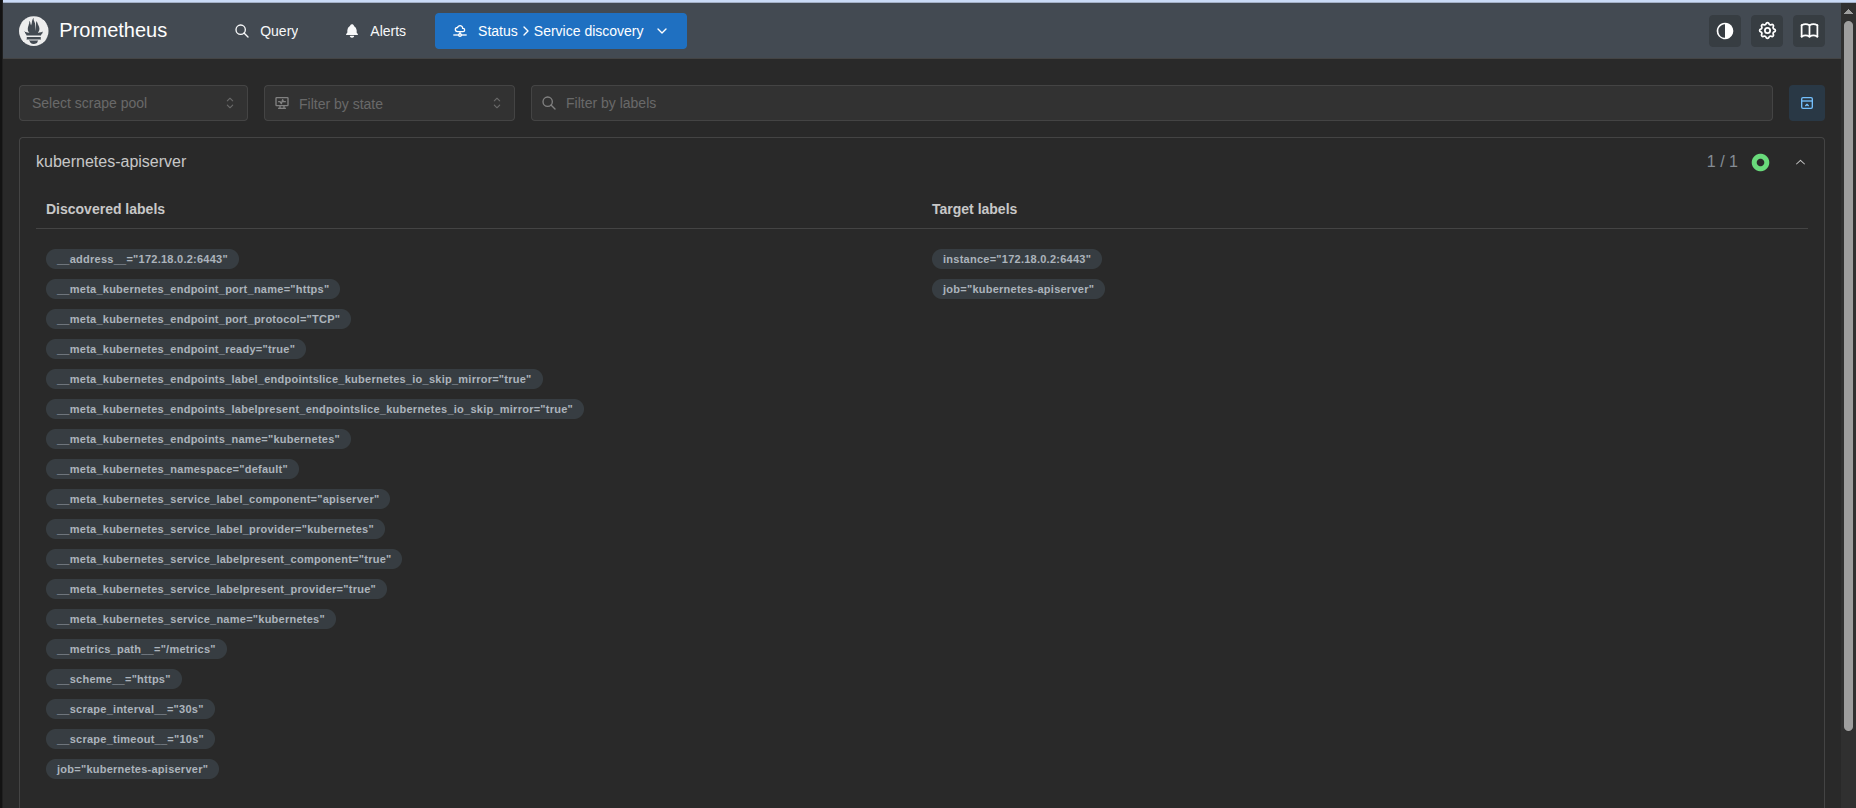 Prometheus Query Alerts Status > Service discovery
Select scrape pool Filter by state Filter by labels
kubernetes-apiserver 1 / 1
Discovered labels Target labels
__address__="172.18.0.2:6443" instance="172.18.0.2:6443"
__meta_kubernetes_endpoint_port_name="https" job="kubernetes-apiserver"
__meta_kubernetes_endpoint_port_protocol="TCP"
__meta_kubernetes_endpoint_ready="true"
__meta_kubernetes_endpoints_label_endpointslice_kubernetes_io_skip_mirror="true"
__meta_kubernetes_endpoints_labelpresent_endpointslice_kubernetes_io_skip_mirror="true"
__meta_kubernetes_endpoints_name="kubernetes"
__meta_kubernetes_namespace="default"
__meta_kubernetes_service_label_component="apiserver"
__meta_kubernetes_service_label_provider="kubernetes"
__meta_kubernetes_service_labelpresent_component="true"
__meta_kubernetes_service_labelpresent_provider="true"
__meta_kubernetes_service_name="kubernetes"
__metrics_path__="/metrics"
__scheme__="https"
__scrape_interval__="30s"
__scrape_timeout__="10s"
job="kubernetes-apiserver"